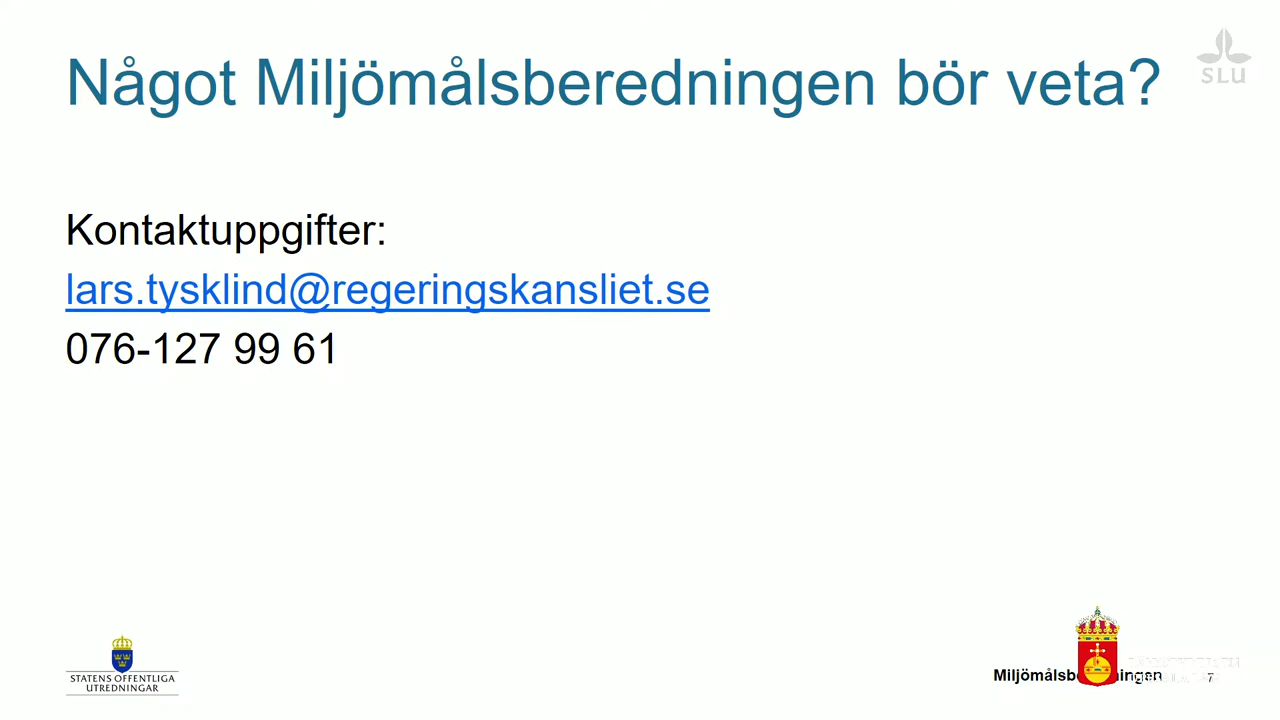 Något Miljömålsberedningen bör veta?
SLU
Kontaktuppgifter:
lars.tysklind@regeringskansliet.se
076-127 99 61
STATENS OFFENTLIGA
UTREDNINGAR
7